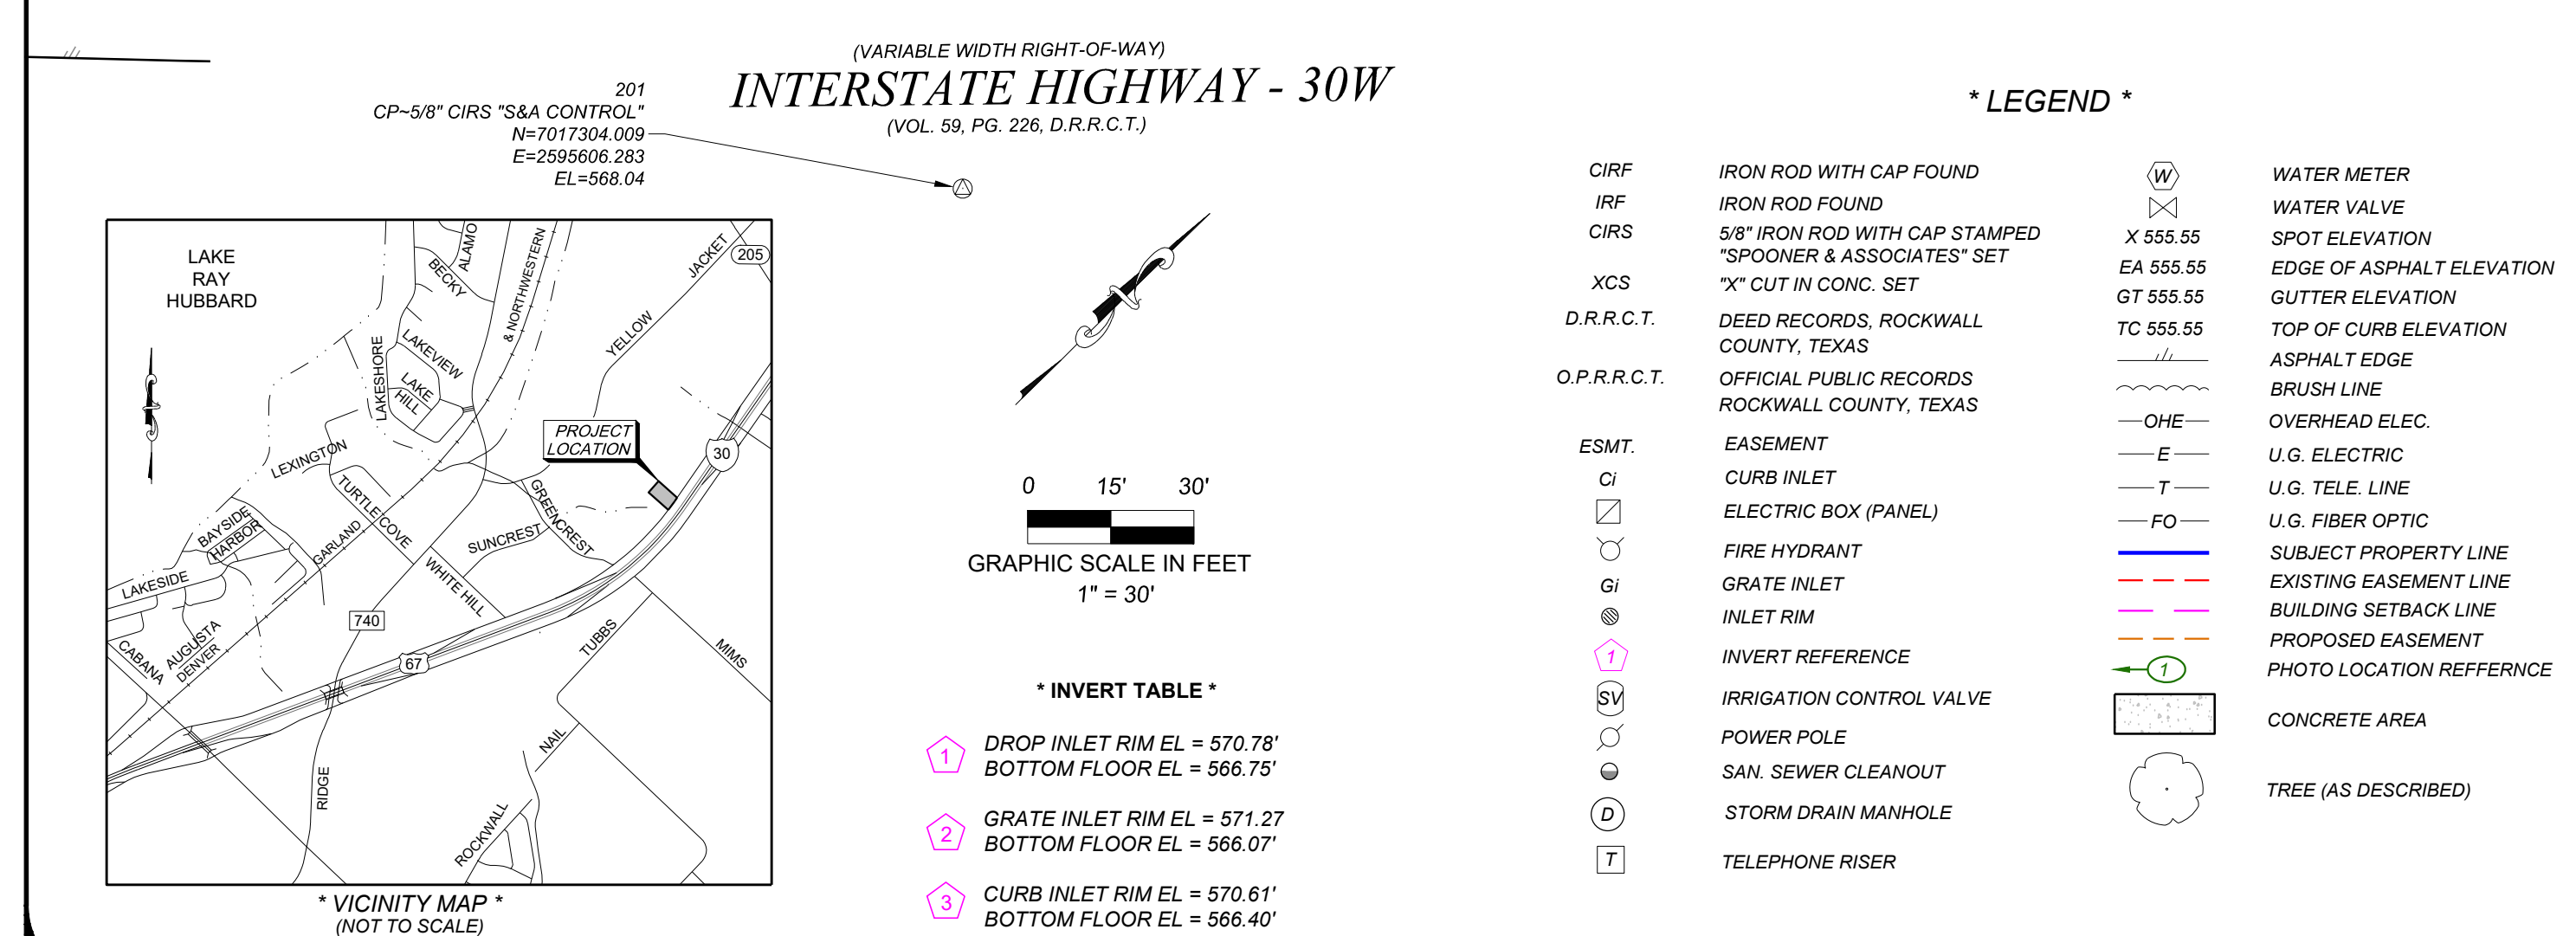 (VARIABLE WIDTH RIGHT-OF-WAY)
INTERSTATE HIGHWAY - 30W
(VOL. 59, PG. 226, D.R.R.C.T.)
201
CP~5/8" CIRS "S&A CONTROL"
N=7017304.009
E=2595606.283
EL=568.04
LAKE
RAY
HUBBARD
ALAMO
BECKY
& NORTHWESTERN
JACKET
205
YELLOW
LAKESHORE
LAKEVIEW
LAKE
HILL
PROJECT
LOCATION
30
LEXINGTON
TURTLE COVE
GREENCREST
BAYSIDE
HARBOR
GARLAND
SUNCREST
LAKESIDE
WHITE HILL
740
CABANA
AUGUSTA
DENVER
67
TUBBS
MIMS
NAIL
RIDGE
ROCKWALL
* VICINITY MAP *
(NOT TO SCALE)
0 15' 30'
GRAPHIC SCALE IN FEET
1" = 30'
* INVERT TABLE *
1 DROP INLET RIM EL = 570.78'
BOTTOM FLOOR EL = 566.75'
2 GRATE INLET RIM EL = 571.27
BOTTOM FLOOR EL = 566.07'
3 CURB INLET RIM EL = 570.61'
BOTTOM FLOOR EL = 566.40'
* LEGEND *
CIRF IRON ROD WITH CAP FOUND
IRF IRON ROD FOUND
CIRS 5/8" IRON ROD WITH CAP STAMPED
"SPOONER & ASSOCIATES" SET
XCS "X" CUT IN CONC. SET
D.R.R.C.T. DEED RECORDS, ROCKWALL
COUNTY, TEXAS
O.P.R.R.C.T. OFFICIAL PUBLIC RECORDS
ROCKWALL COUNTY, TEXAS
ESMT. EASEMENT
Ci CURB INLET
ELECTRIC BOX (PANEL)
FIRE HYDRANT
Gi GRATE INLET
INLET RIM
1 INVERT REFERENCE
SV IRRIGATION CONTROL VALVE
POWER POLE
SAN. SEWER CLEANOUT
D STORM DRAIN MANHOLE
T TELEPHONE RISER
W WATER METER
WATER VALVE
X 555.55 SPOT ELEVATION
EA 555.55 EDGE OF ASPHALT ELEVATION
GT 555.55 GUTTER ELEVATION
TC 555.55 TOP OF CURB ELEVATION
ASPHALT EDGE
BRUSH LINE
OHE OVERHEAD ELEC.
E U.G. ELECTRIC
T U.G. TELE. LINE
FO U.G. FIBER OPTIC
SUBJECT PROPERTY LINE
EXISTING EASEMENT LINE
BUILDING SETBACK LINE
PROPOSED EASEMENT
1 PHOTO LOCATION REFFERNCE
CONCRETE AREA
TREE (AS DESCRIBED)